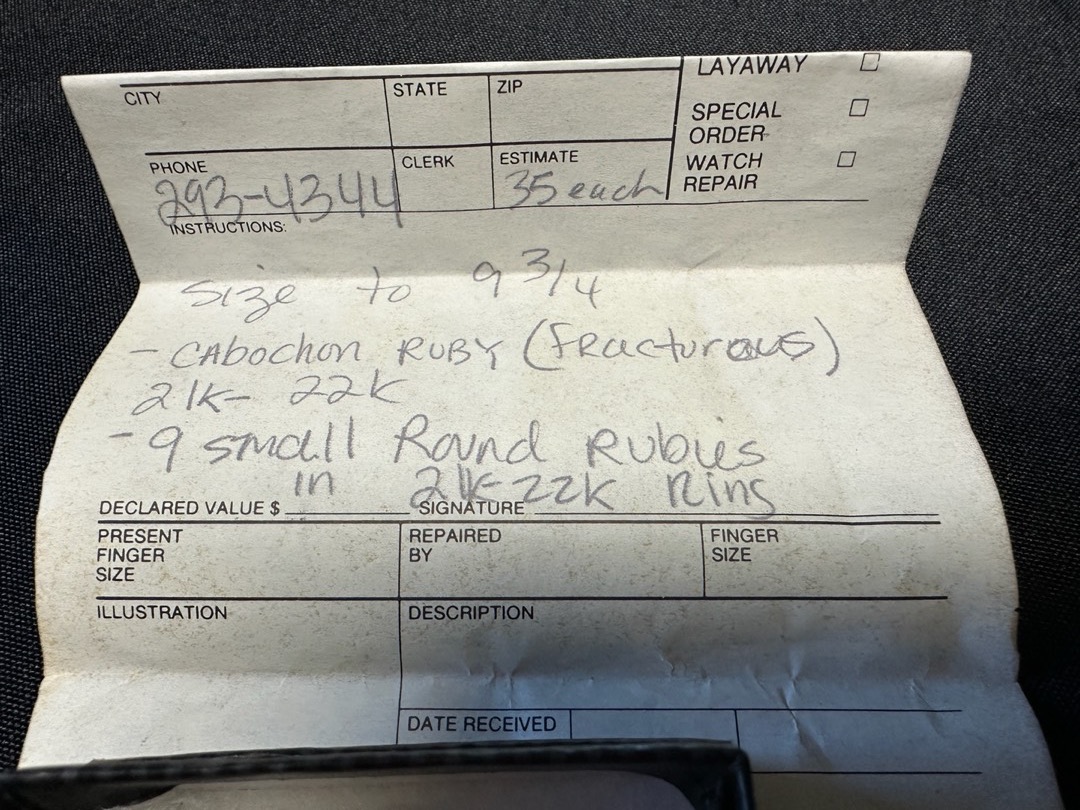 LAYAWAY
CITY STATE ZIP
SPECIAL
ORDER
PHONE CLERK ESTIMATE
WATCH
REPAIR
293-4344 35 each
INSTRUCTIONS:
Size to 9 3/4
- CAbochon RUBY (fracturous)
21K- 22K
- 9 small Round Rubies
in 21K-22K Ring
DECLARED VALUE $ SIGNATURE
PRESENT
FINGER
SIZE
REPAIRED
BY
FINGER
SIZE
ILLUSTRATION DESCRIPTION
DATE RECEIVED